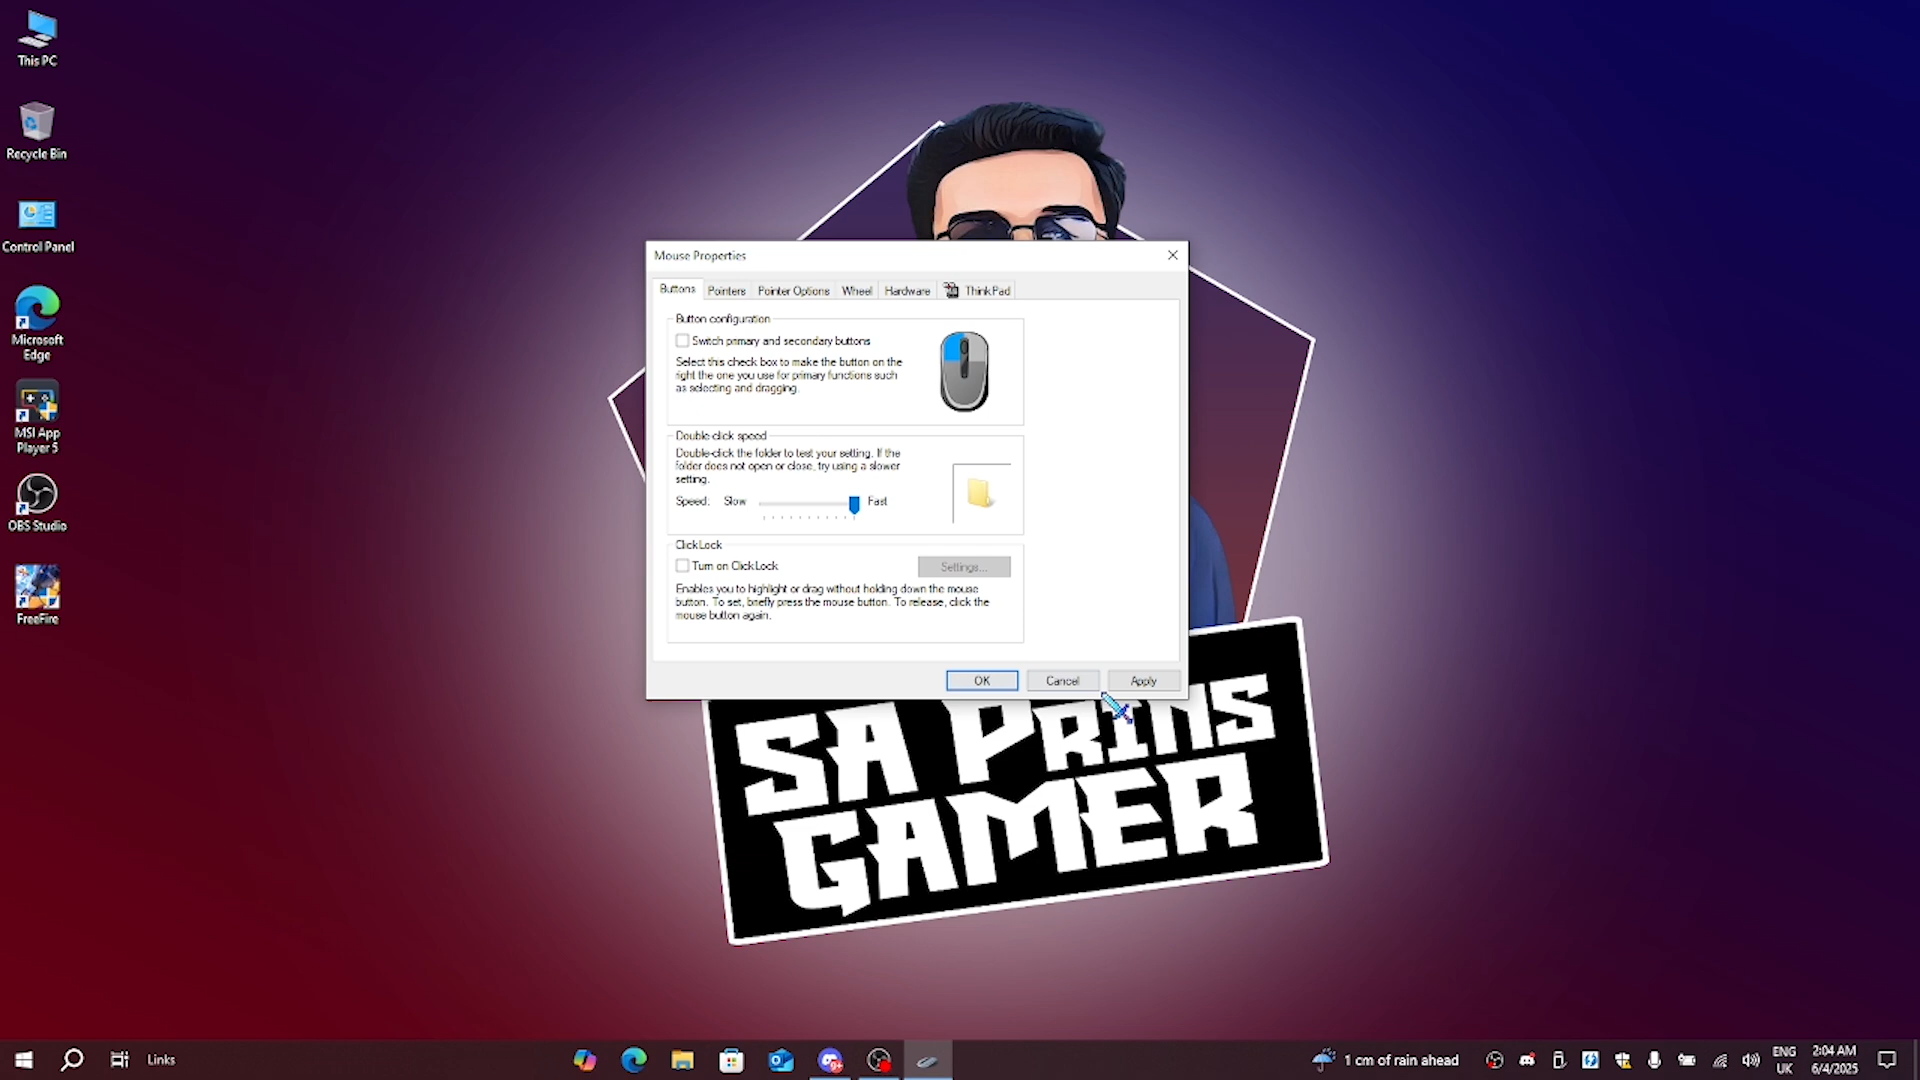 This PC
Recycle Bin
Control Panel
Microsoft
Edge
MSI App
Player 5
OBS Studio
FreeFire
Mouse Properties
Buttons Pointers Pointer Options Wheel Hardware ThinkPad
Button configuration
Switch primary and secondary buttons
Select this check box to make the button on the
right the one you use for primary functions such
as selecting and dragging.
Double-click speed
Double-click the folder to test your setting. If the
folder does not open or close, try using a slower
setting.
Speed: Slow Fast
ClickLock
Turn on ClickLock
Settings...
Enables you to highlight or drag without holding down the mouse
button. To set, briefly press the mouse button. To release, click the
mouse button again.
OK Cancel Apply
SA PRINS
GAMER
Links
9+
1 cm of rain ahead
ENG
UK
2:04 AM
6/4/2025